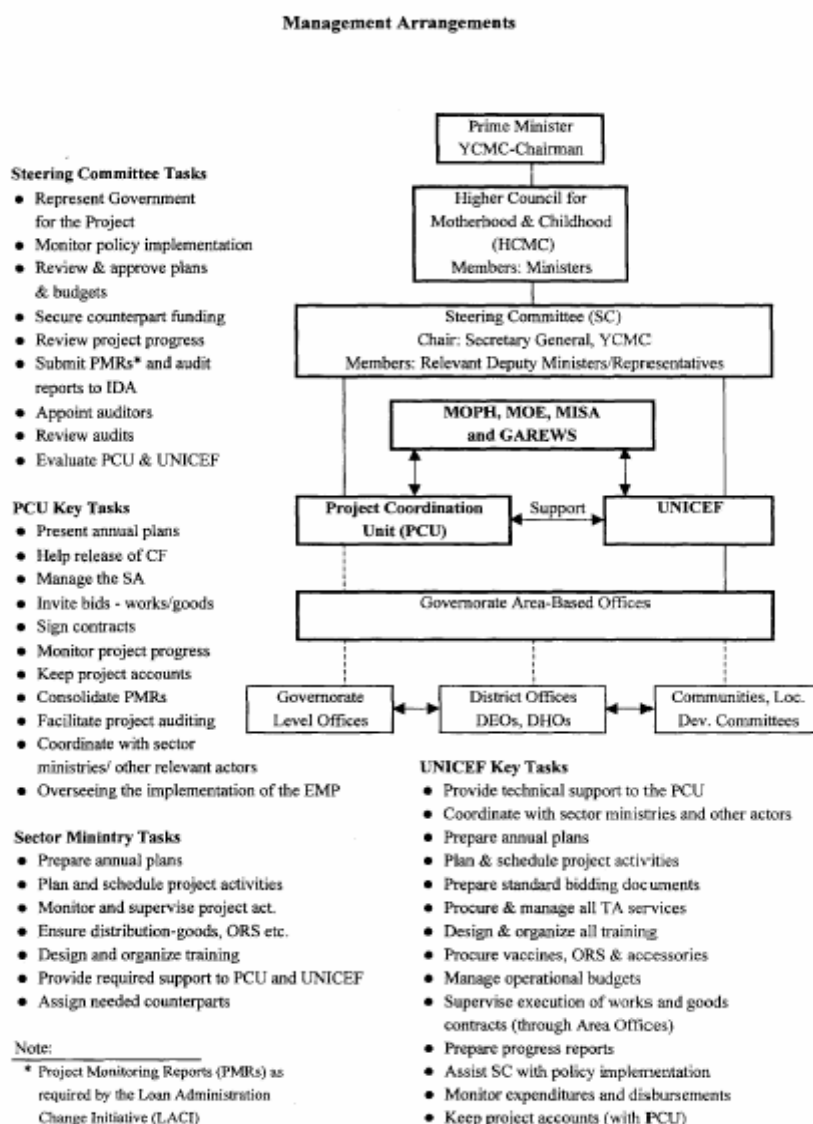 Management Arrangements
Prime Minister
YCMC-Chairman
Higher Council for
Motherhood & Childhood
(HCMC)
Members: Ministers
Steering Committee (SC)
Chair: Secretary General, YCMC
Members: Relevant Deputy Ministers/Representatives
MOPH, MOE, MISA
and GAREWS
Project Coordination
Unit (PCU)
Support
UNICEF
Governorate Area-Based Offices
Governorate
Level Offices
District Offices
DEOs, DHOs
Communities, Loc.
Dev. Committees
Steering Committee Tasks
● Represent Government
for the Project
● Monitor policy implementation
● Review & approve plans
& budgets
● Secure counterpart funding
● Review project progress
● Submit PMRs* and audit
reports to IDA
● Appoint auditors
● Review audits
● Evaluate PCU & UNICEF
PCU Key Tasks
● Present annual plans
● Help release of CF
● Manage the SA
● Invite bids - works/goods
● Sign contracts
● Monitor project progress
● Keep project accounts
● Consolidate PMRs
● Facilitate project auditing
● Coordinate with sector
ministries/ other relevant actors
● Overseeing the implementation of the EMP
Sector Minintry Tasks
● Prepare annual plans
● Plan and schedule project activities
● Monitor and supervise project act.
● Ensure distribution-goods, ORS etc.
● Design and organize training
● Provide required support to PCU and UNICEF
● Assign needed counterparts
Note:
* Project Monitoring Reports (PMRs) as
required by the Loan Administration
Change Initiative (LACI)
UNICEF Key Tasks
● Provide technical support to the PCU
● Coordinate with sector ministries and other actors
● Prepare annual plans
● Plan & schedule project activities
● Prepare standard bidding documents
● Procure & manage all TA services
● Design & organize all training
● Procure vaccines, ORS & accessories
● Manage operational budgets
● Supervise execution of works and goods
contracts (through Area Offices)
● Prepare progress reports
● Assist SC with policy implementation
● Monitor expenditures and disbursements
● Keep project accounts (with PCU)